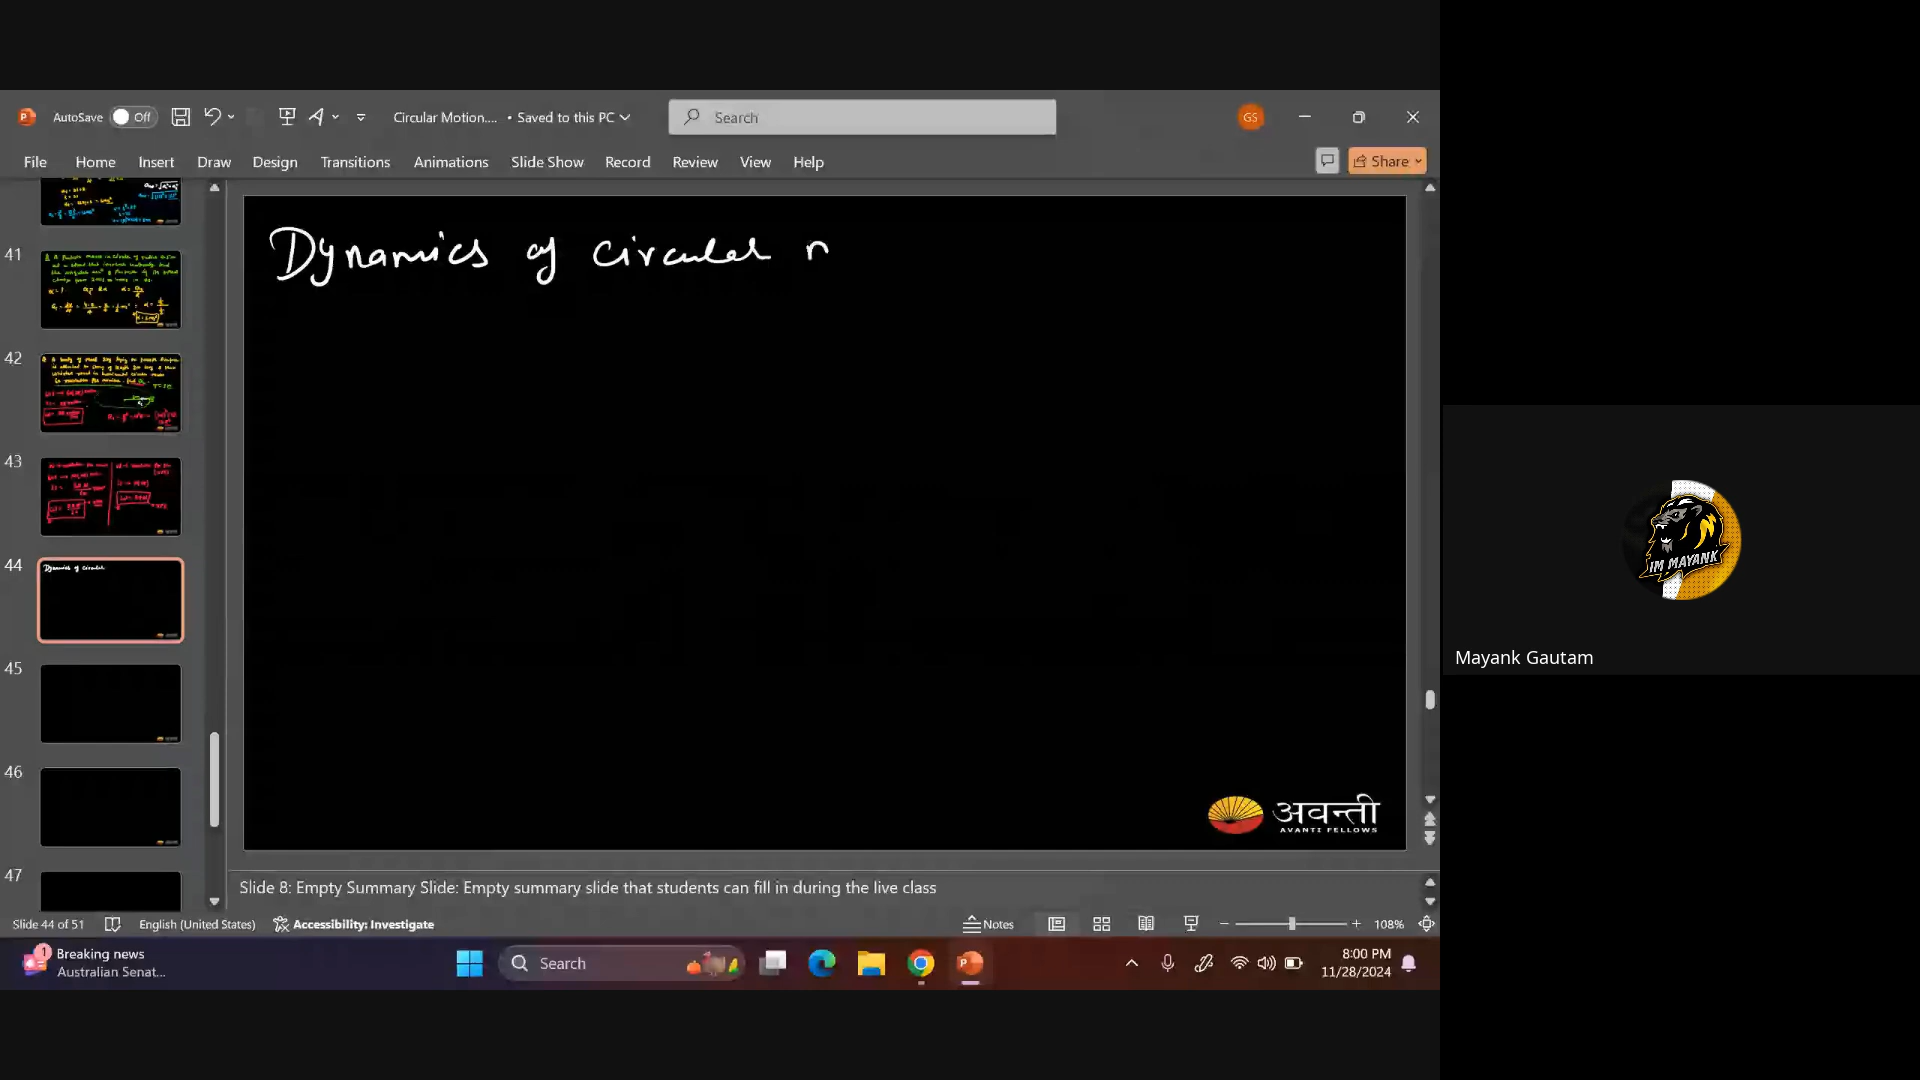 AutoSave Off Circular Motion.... • Saved to this PC Search GS
File Home Insert Draw Design Transitions Animations Slide Show Record Review View Help Share
41
42
43
44
Dynamics of circular
45
46
47
Dynamics of circular n
अवन्ती
AVANTI FELLOWS
IM MAYANK
Mayank Gautam
Slide 8: Empty Summary Slide: Empty summary slide that students can fill in during the live class
Slide 44 of 51 English (United States) Accessibility: Investigate Notes 108%
1 Breaking news
Australian Senat...
Search
8:00 PM
11/28/2024